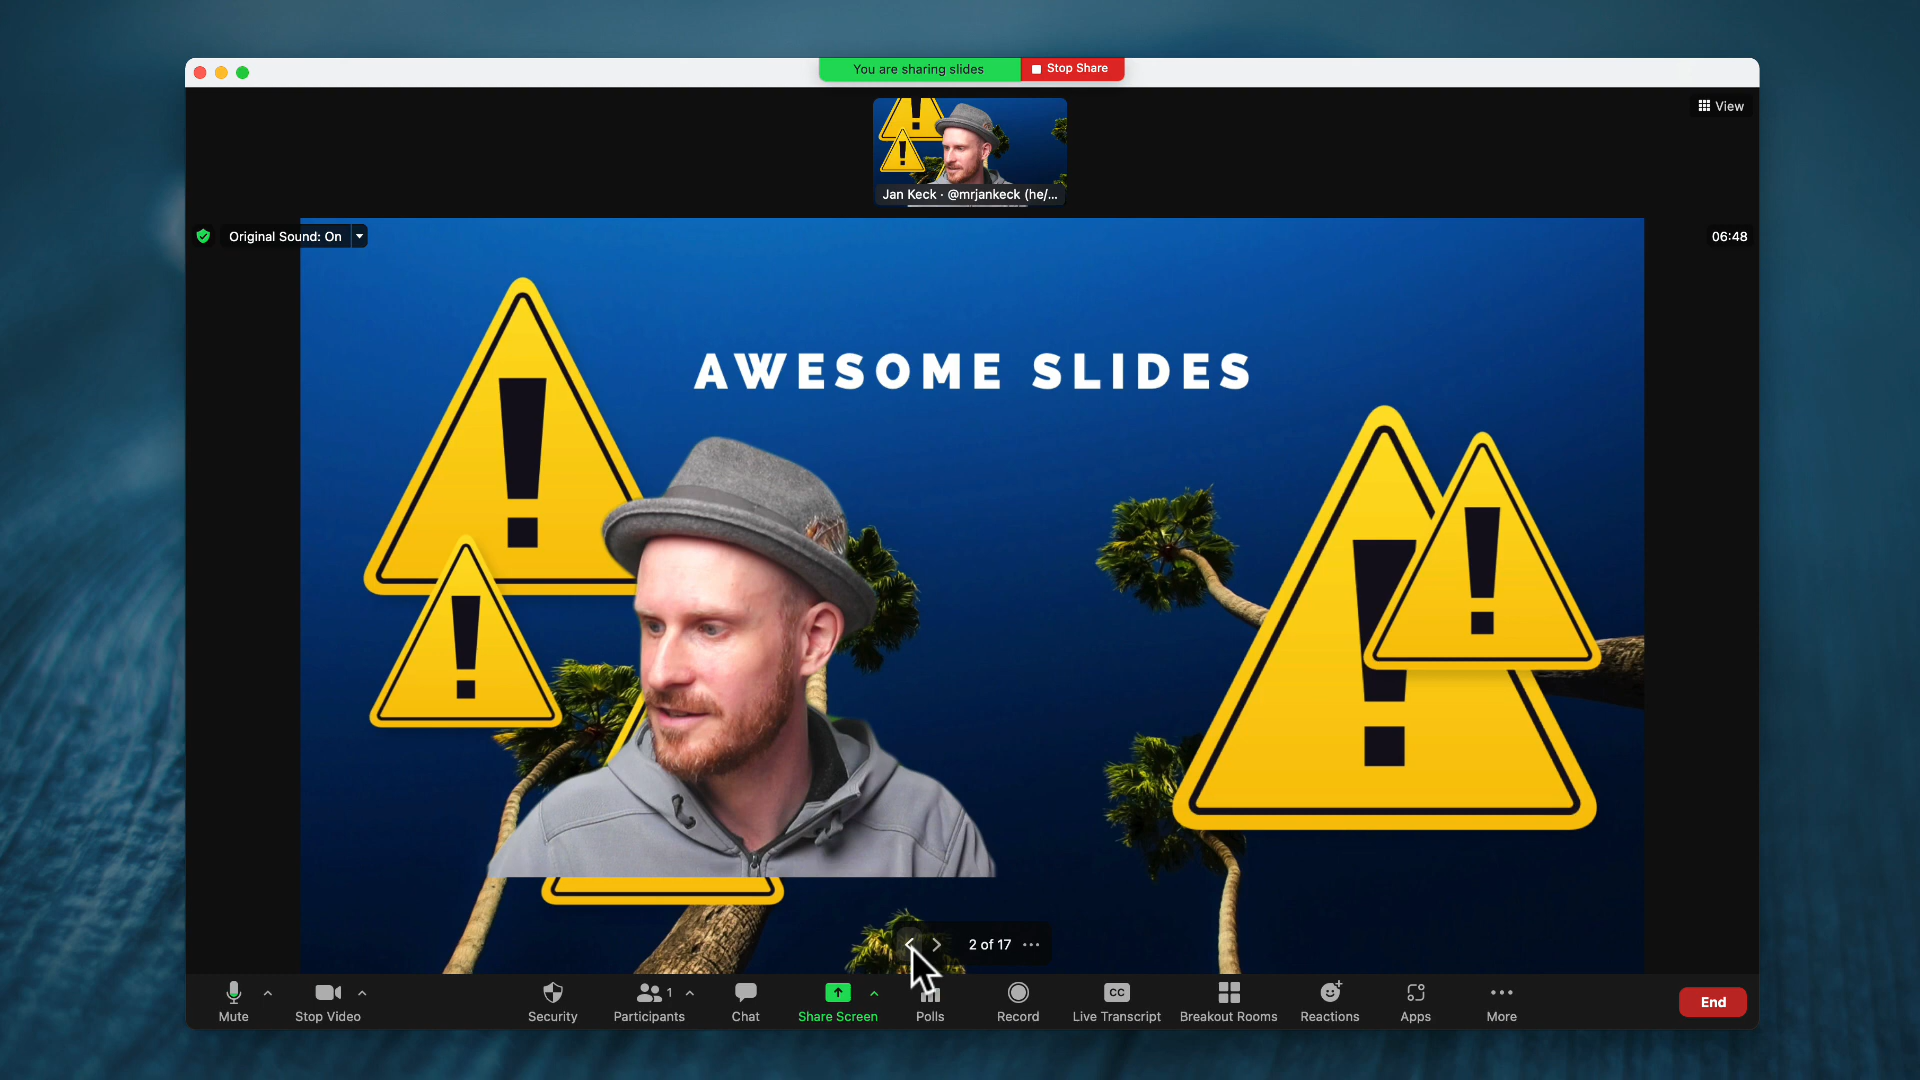 You are sharing slides
Stop Share
View
Jan Keck · @mrjankeck (he/...
Original Sound: On
06:48
AWESOME SLIDES
!
!
!
!
2 of 17
1
CC
Mute
Stop Video
Security
Participants
Chat
Share Screen
Polls
Record
Live Transcript
Breakout Rooms
Reactions
Apps
More
End